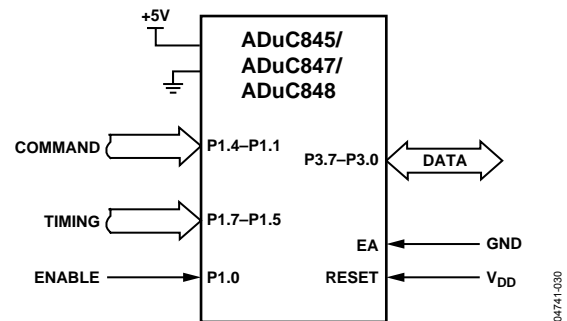 +5V
ADuC845/
ADuC847/
ADuC848
COMMAND
P1.4–P1.1
P3.7–P3.0
DATA
TIMING
P1.7–P1.5
EA
GND
ENABLE
P1.0
RESET
VDD
04741-030